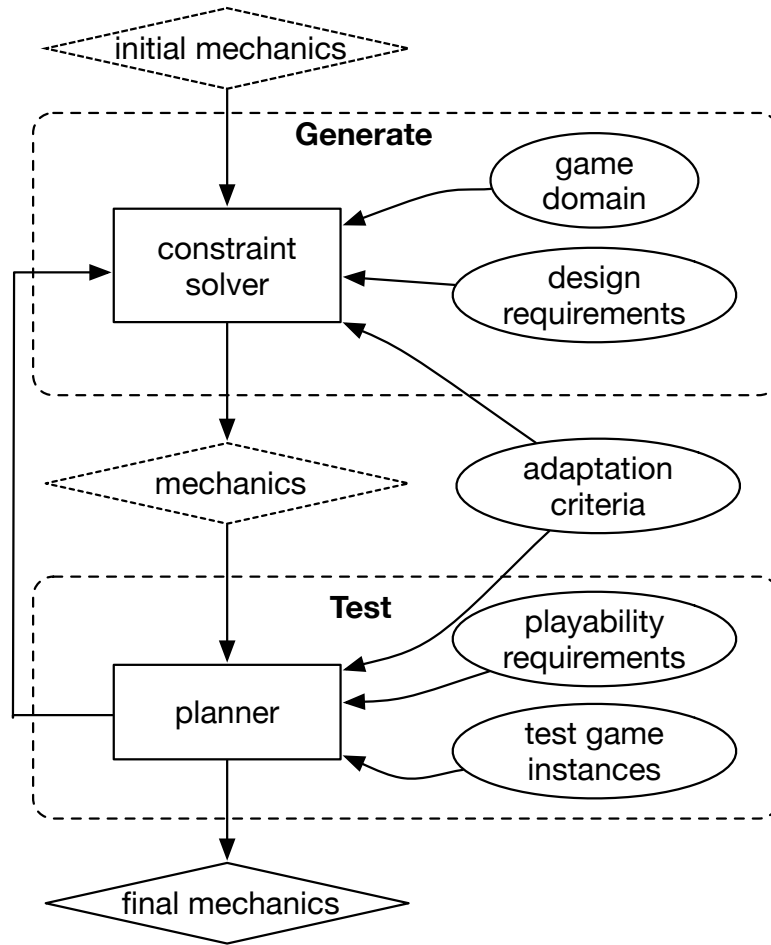 initial mechanics
Generate
game
domain
constraint
solver
design
requirements
mechanics
adaptation
criteria
Test
playability
requirements
planner
test game
instances
final mechanics